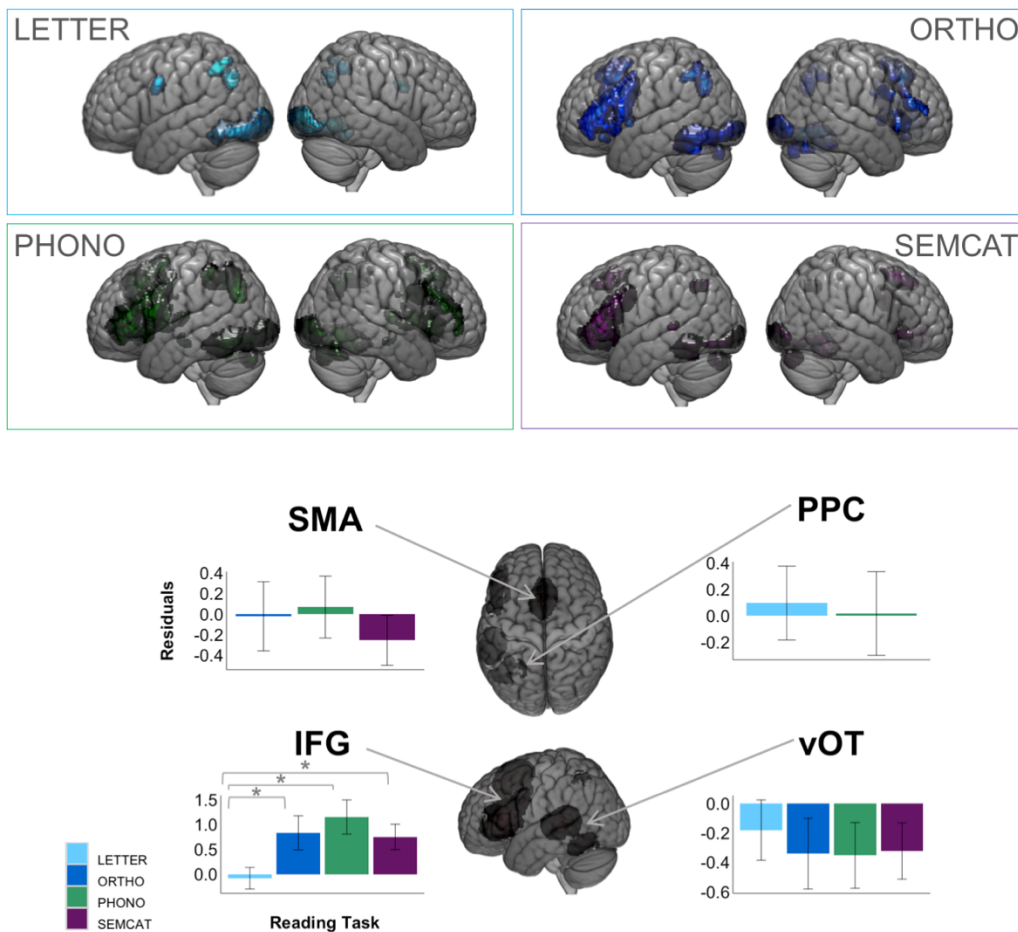 LETTER
ORTHO
PHONO
SEMCAT
SMA
PPC
Residuals
0.4
0.2
0.0
-0.2
-0.4
0.4
0.2
0.0
-0.2
IFG
vOT
* * *
1.5
1.0
0.5
0.0
0.0
-0.2
-0.4
-0.6
LETTER
ORTHO
PHONO
SEMCAT
Reading Task